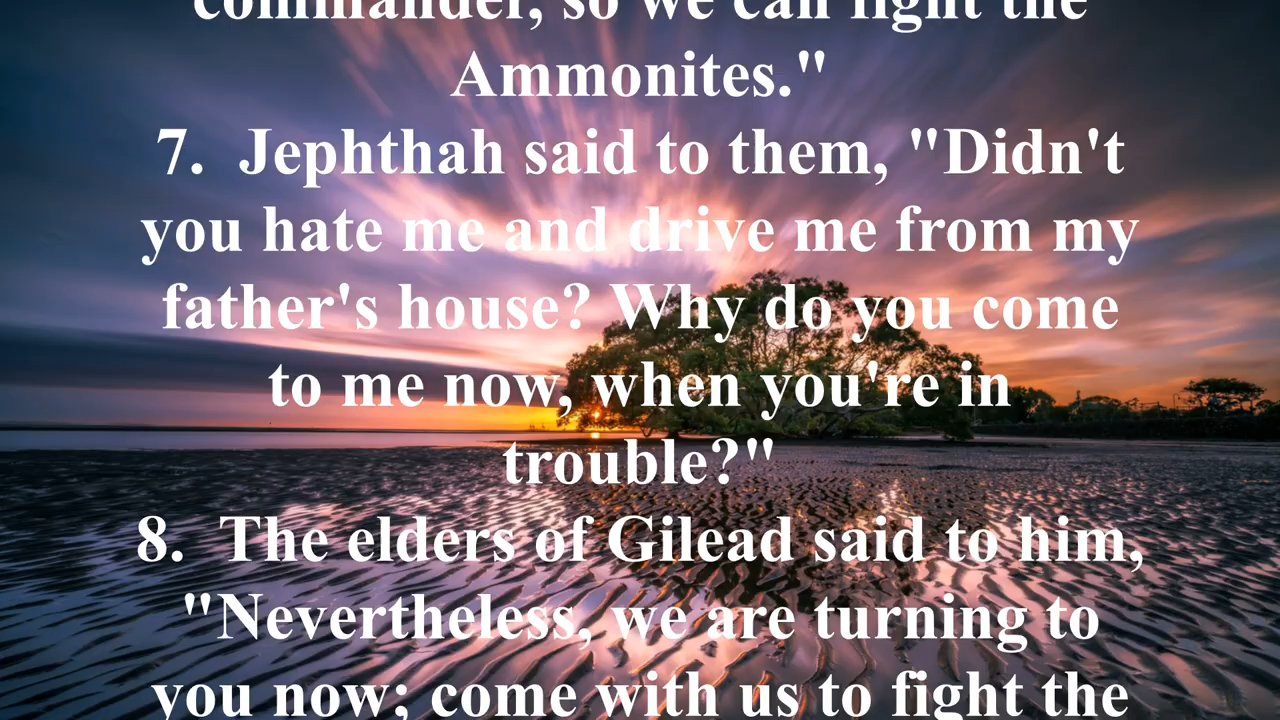 commander, so we can fight the
Ammonites."
7.  Jephthah said to them, "Didn't
you hate me and drive me from my
father's house? Why do you come
to me now, when you're in
trouble?"
8.  The elders of Gilead said to him,
"Nevertheless, we are turning to
you now; come with us to fight the